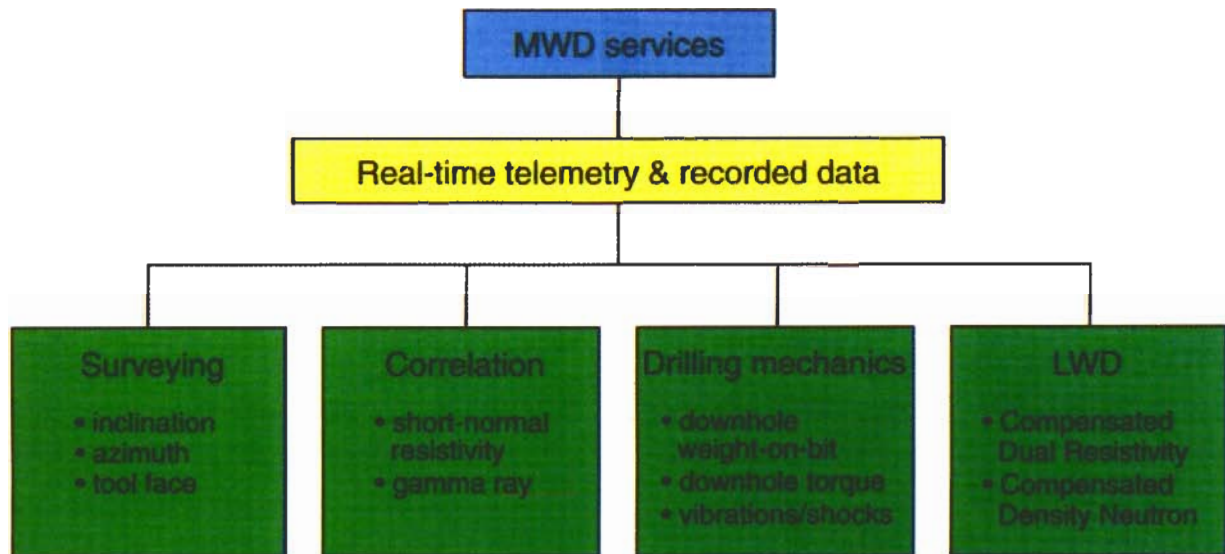 MWD services
Real-time telemetry & recorded data
Surveying
• inclination
• azimuth
• tool face
Correlation
• short-normal
resistivity
• gamma ray
Drilling mechanics
• downhole
weight-on-bit
• downhole torque
• vibrations/shocks
LWD
• Compensated
Dual Resistivity
• Compensated
Density Neutron